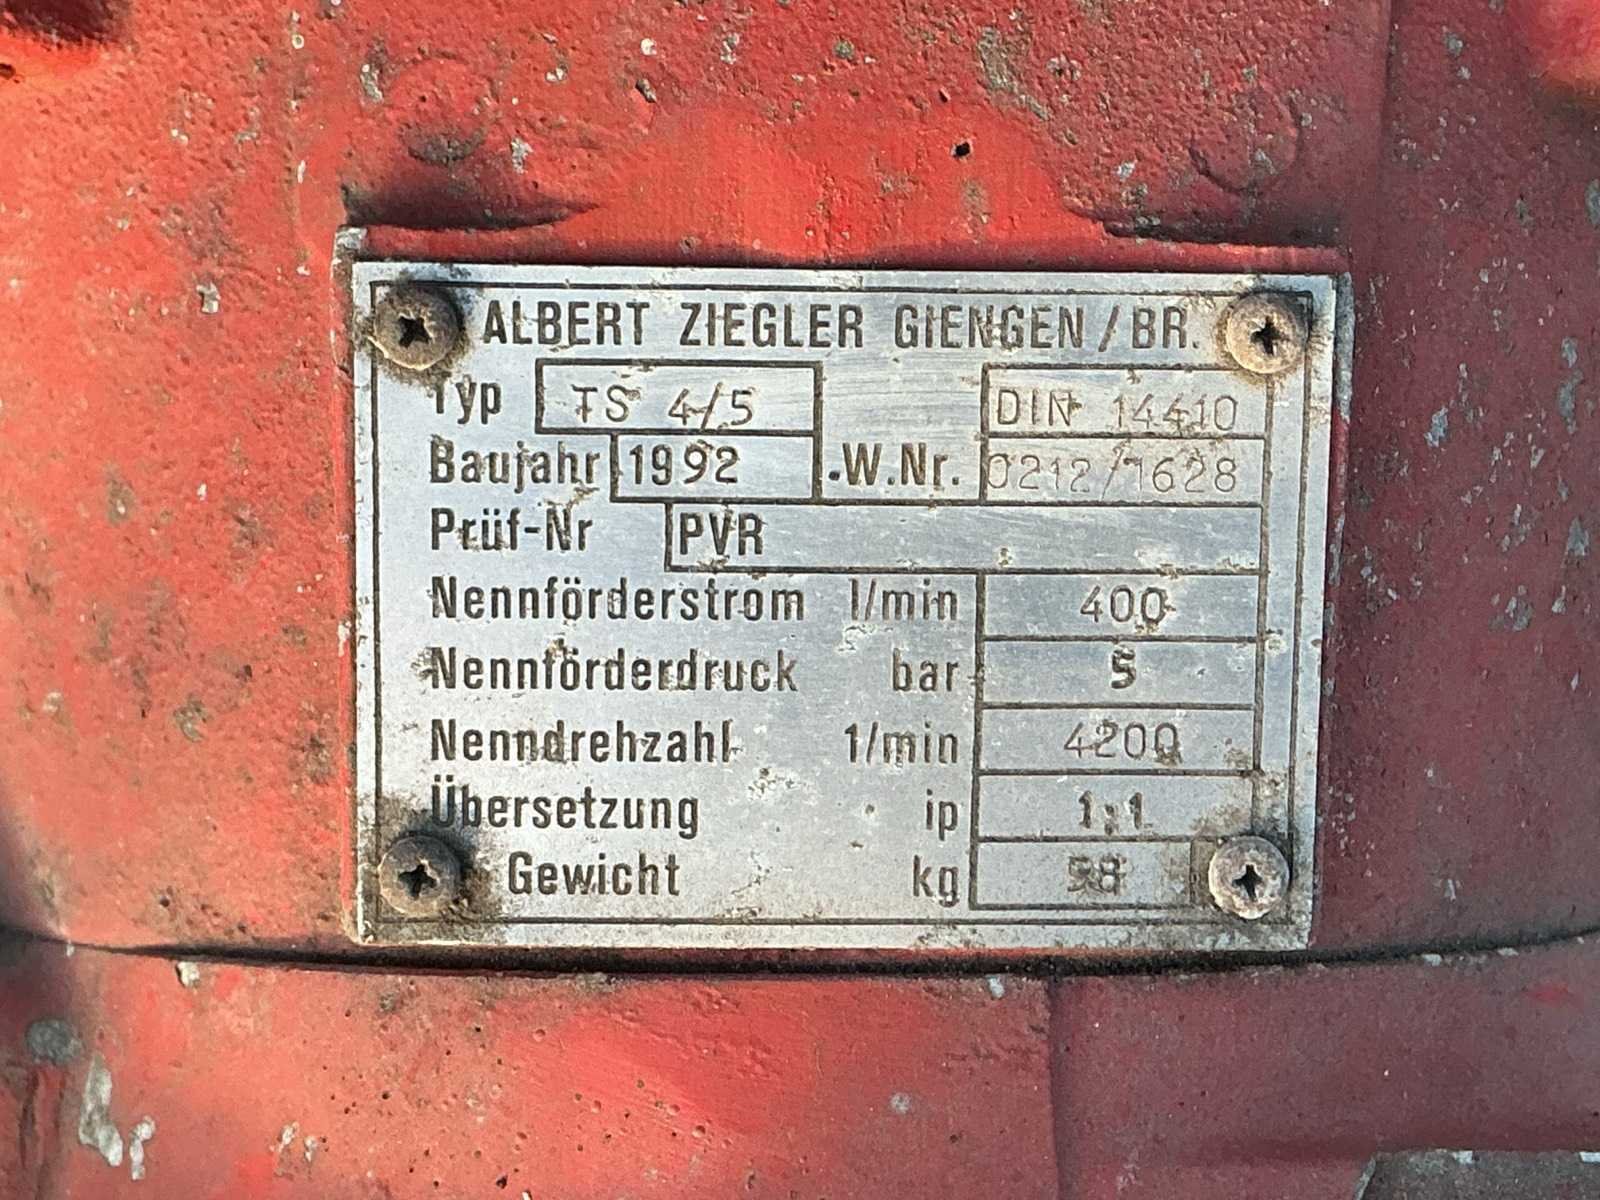 ALBERT ZIEGLER GIENGEN/BR.
Typ TS 4/5 DIN 14410
Baujahr 1992 W.Nr. 0212/1628
Prüf-Nr PVR
Nennförderstrom l/min 400
Nennförderdruck bar 5
Nenndrehzahl 1/min 4200
Übersetzung ip 1:1
Gewicht kg 58